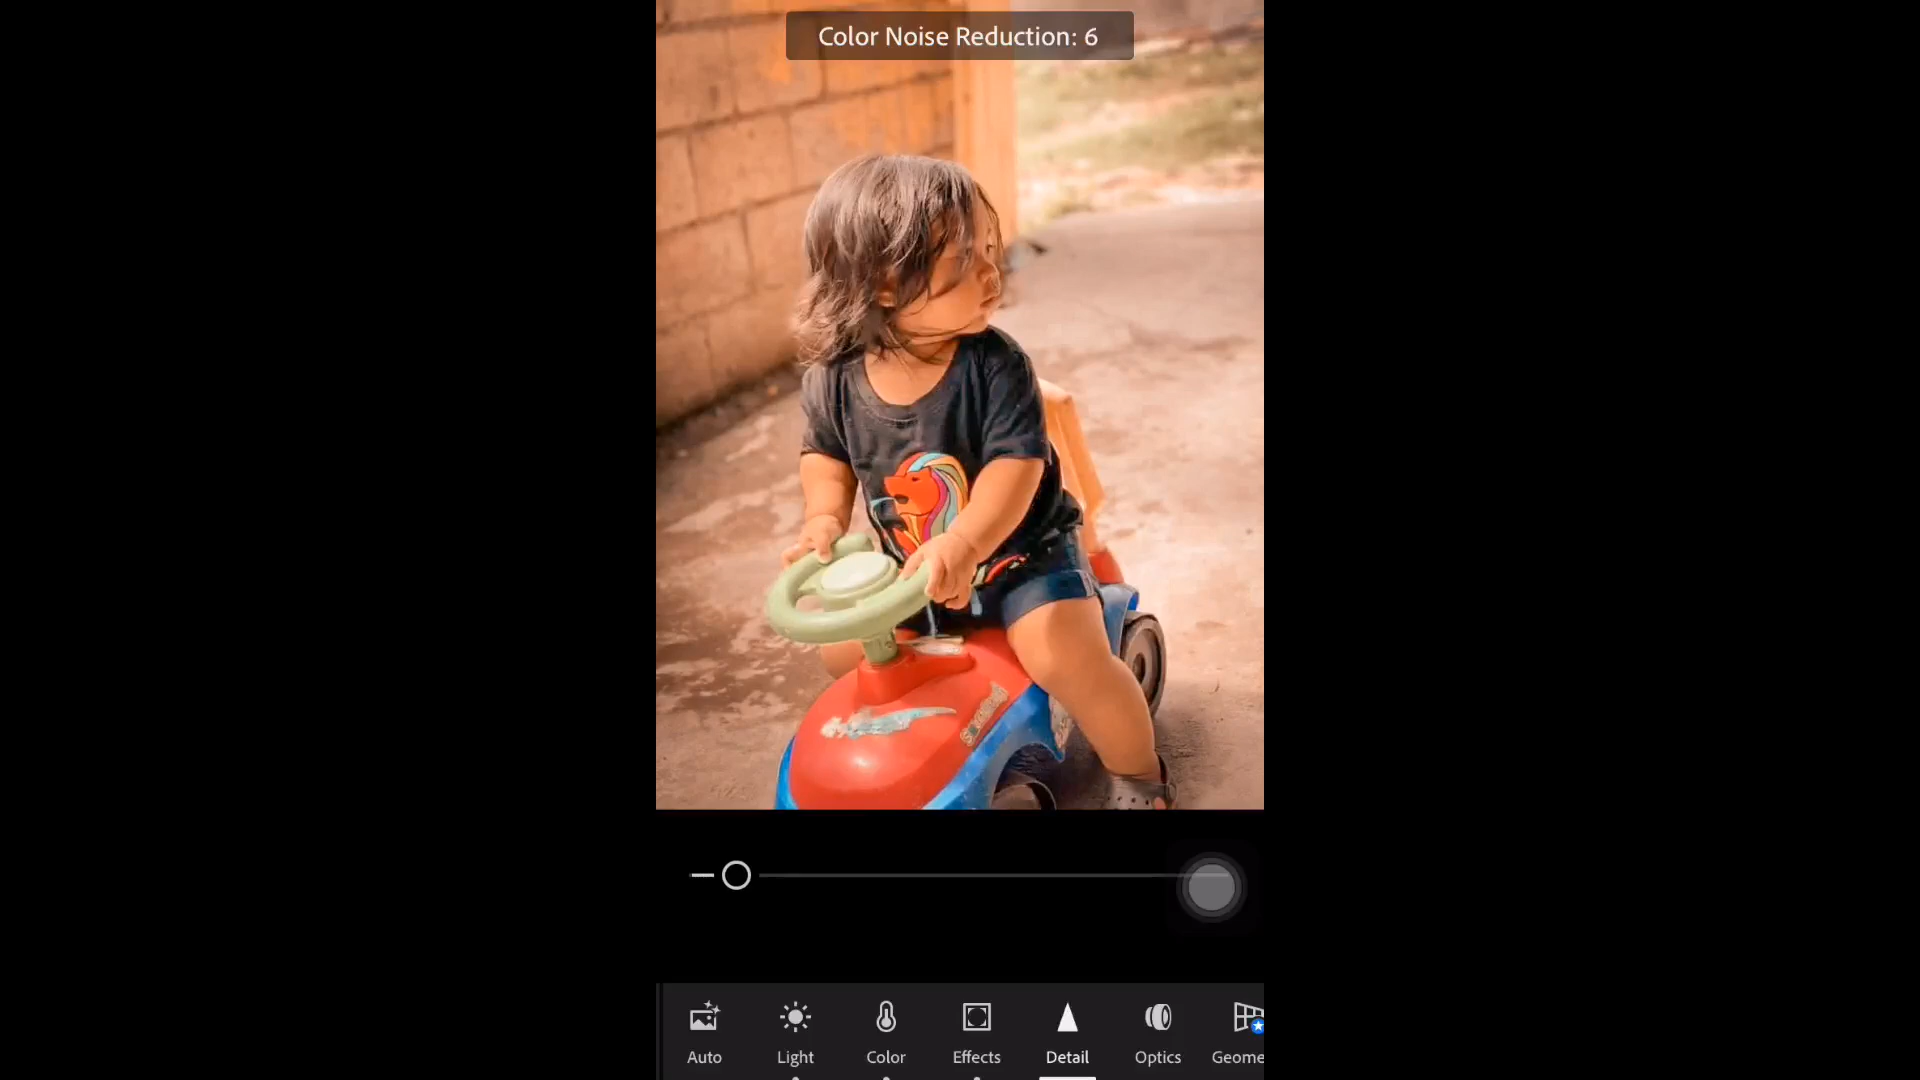 Color Noise Reduction: 6
Auto
Light
Color
Effects
Detail
Optics
Geome